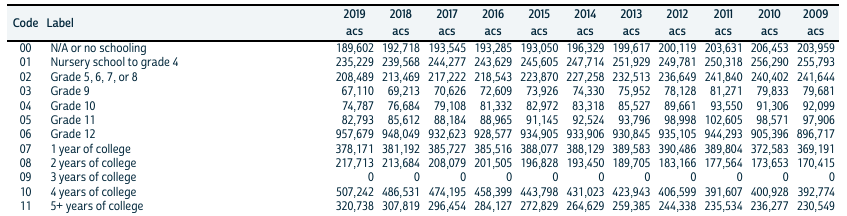 Code Label 2019 2018 2017 2016 2015 2014 2013 2012 2011 2010 2009
acs acs acs acs acs acs acs acs acs acs acs
00 N/A or no schooling 189,602 192,718 193,545 193,285 193,050 196,329 199,617 200,119 203,631 206,453 203,959
01 Nursery school to grade 4 235,229 239,568 244,277 243,629 245,605 247,714 251,929 249,781 250,318 256,290 255,793
02 Grade 5, 6, 7, or 8 208,489 213,469 217,222 218,543 223,870 227,258 232,513 236,649 241,840 240,402 241,644
03 Grade 9 67,110 69,213 70,626 72,609 73,926 74,330 75,952 78,128 81,271 79,833 79,681
04 Grade 10 74,787 76,684 79,108 81,332 82,972 83,318 85,527 89,661 93,550 91,306 92,099
05 Grade 11 82,793 85,612 88,184 88,965 91,145 92,524 93,796 98,998 102,605 98,571 97,906
06 Grade 12 957,679 948,049 932,623 928,577 934,905 933,906 930,845 935,105 944,293 905,396 896,717
07 1 year of college 378,171 381,192 385,727 385,516 388,077 388,129 389,583 390,486 389,804 372,583 369,191
08 2 years of college 217,713 213,684 208,079 201,505 196,828 193,450 189,705 183,166 177,564 173,653 170,415
09 3 years of college 0 0 0 0 0 0 0 0 0 0 0
10 4 years of college 507,242 486,531 474,195 458,399 443,798 431,023 423,943 406,599 391,607 400,928 392,774
11 5+ years of college 320,738 307,819 296,454 284,127 272,829 264,629 259,385 244,338 235,534 236,277 230,549